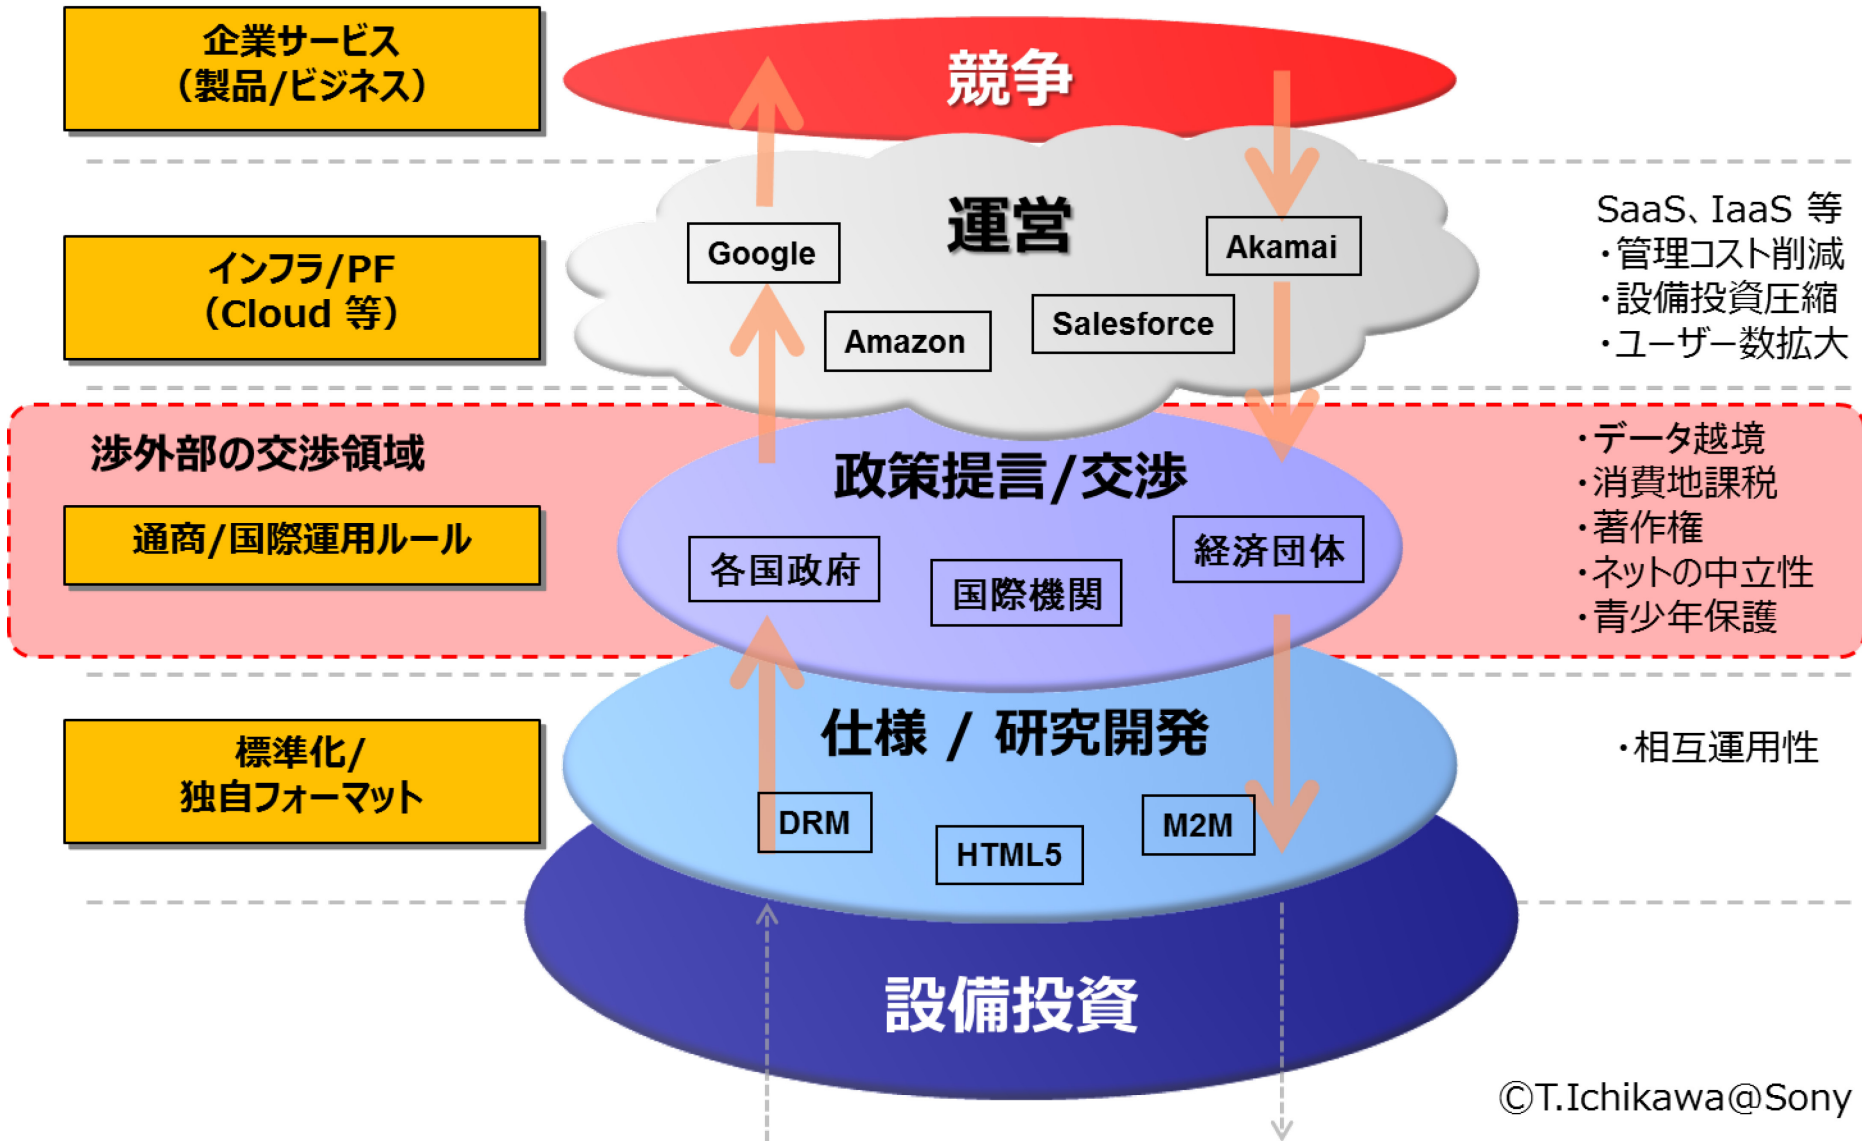 企業サービス
（製品/ビジネス）
競争
運営
Google
Akamai
Amazon
Salesforce
インフラ/PF
（Cloud 等）
SaaS、IaaS 等
・管理コスト削減
・設備投資圧縮
・ユーザー数拡大
渉外部の交渉領域
通商/国際運用ルール
政策提言/交渉
各国政府
国際機関
経済団体
・データ越境
・消費地課税
・著作権
・ネットの中立性
・青少年保護
標準化/
独自フォーマット
仕様 / 研究開発
DRM
HTML5
M2M
・相互運用性
設備投資
©T.Ichikawa@Sony